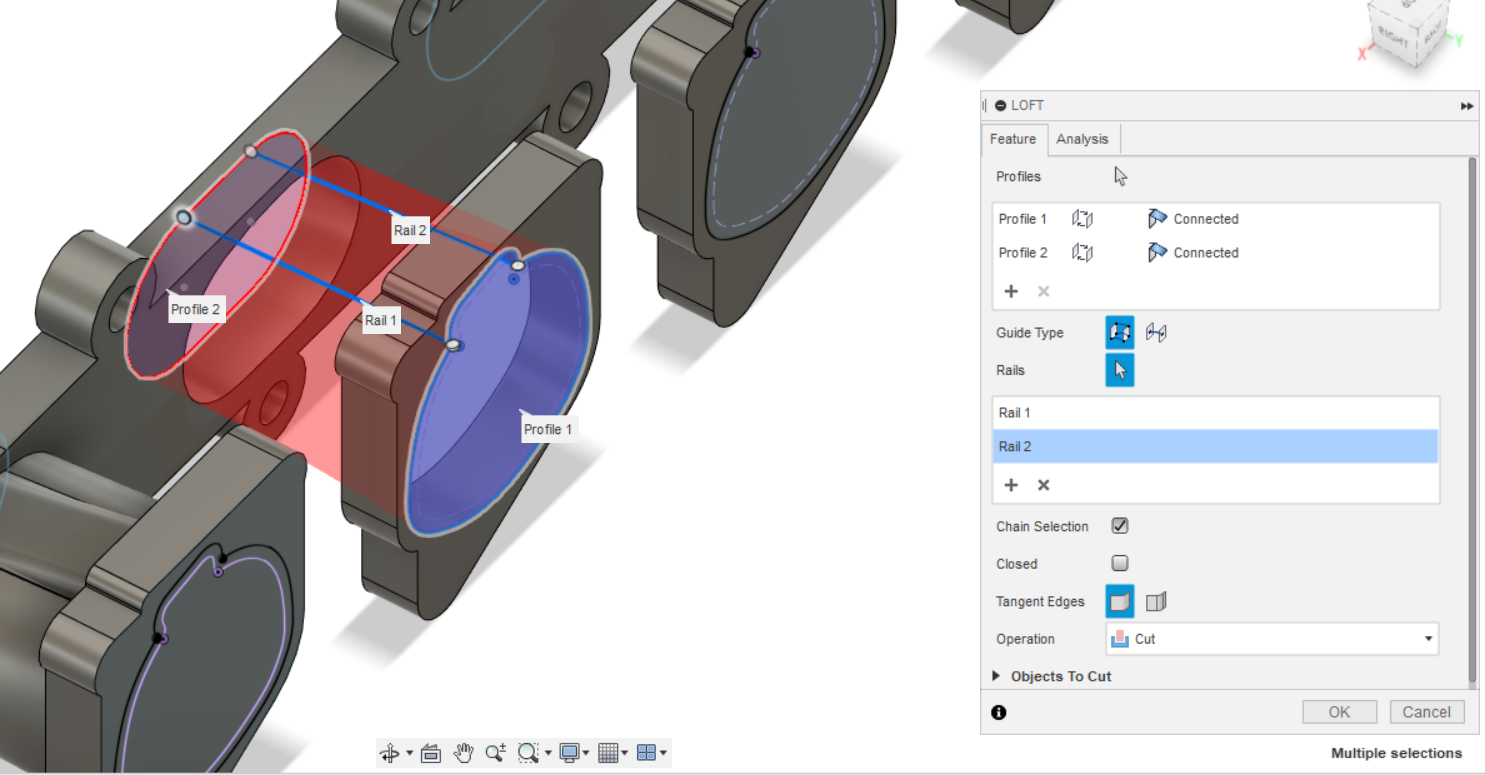 RIGHT
X
Y
LOFT
Feature Analysis
Profiles
Profile 1 Connected
Profile 2 Connected
Guide Type
Rails
Rail 1
Rail 2
Chain Selection
Closed
Tangent Edges
Operation Cut
Objects To Cut
OK Cancel
Multiple selections
Rail 2
Profile 2
Rail 1
Profile 1